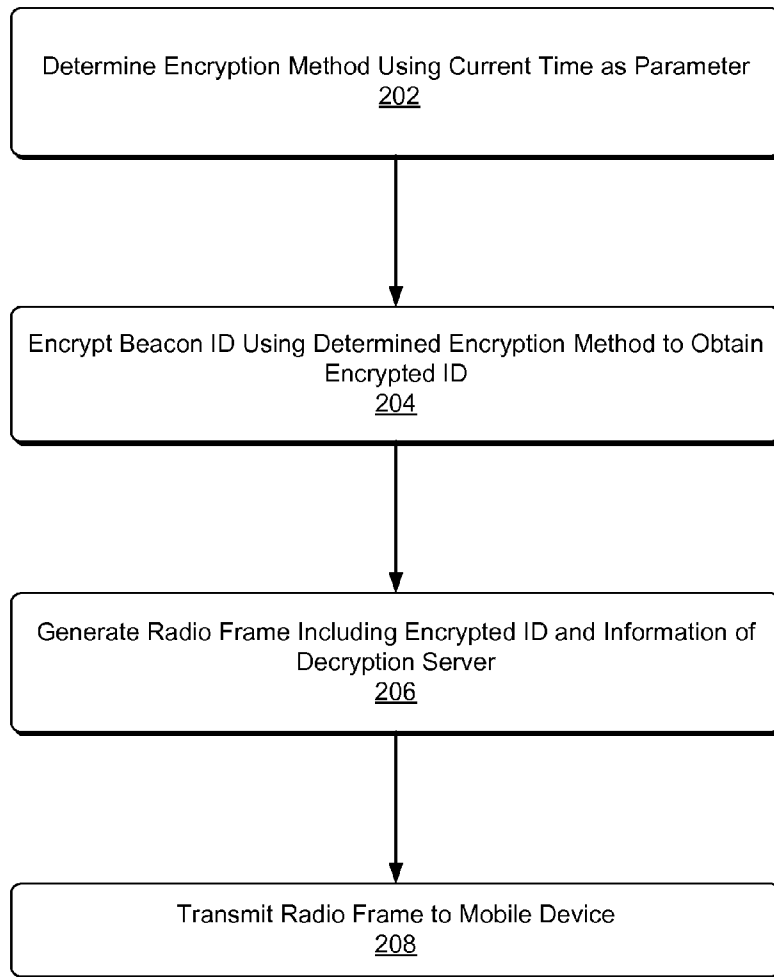 Determine Encryption Method Using Current Time as Parameter
202
Encrypt Beacon ID Using Determined Encryption Method to Obtain
Encrypted ID
204
Generate Radio Frame Including Encrypted ID and Information of
Decryption Server
206
Transmit Radio Frame to Mobile Device
208